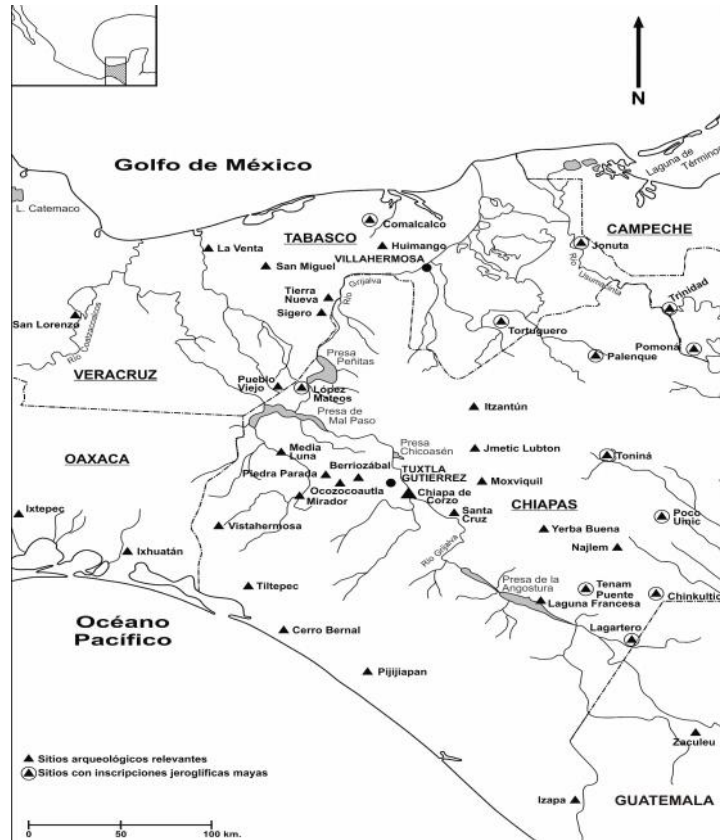 N
Golfo de México
Laguna de
Términos
L. Catemaco
Comalcalco
TABASCO
CAMPECHE
La Venta
Huimango
Jonuta
San Miguel
VILLAHERMOSA
Río
Grijalva
Río
Usumacinta
Tierra
Nueva
Trinidad
Sigero
San Lorenzo
Río Coatzacoalcos
Tortuguero
Pomoná
Presa
Peñitas
Palenque
VERACRUZ
Pueblo
Viejo
López
Mateos
Itzantún
Presa de
Mal Paso
OAXACA
Media
Luna
Presa
Chicoasén
Jmetic Lubton
Toniná
Berriozábal
TUXTLA
GUTIERREZ
Piedra Parada
Moxviquil
Ocozocoautla
Mirador
Chiapa de
Corzo
CHIAPAS
Ixtepec
Santa
Cruz
Poco
Uinic
Vistahermosa
Yerba Buena
Ixhuatán
Najlem
Río Grijalva
Tiltepec
Presa de la
Angostura
Tenam
Puente
Chinkultic
Laguna Francesa
Océano
Pacífico
Cerro Bernal
Lagartero
Pijijiapan
Zaculeu
Sitios arqueológicos relevantes
Sitios con inscripciones jeroglíficas mayas
Izapa
GUATEMALA
0 50 100 km.